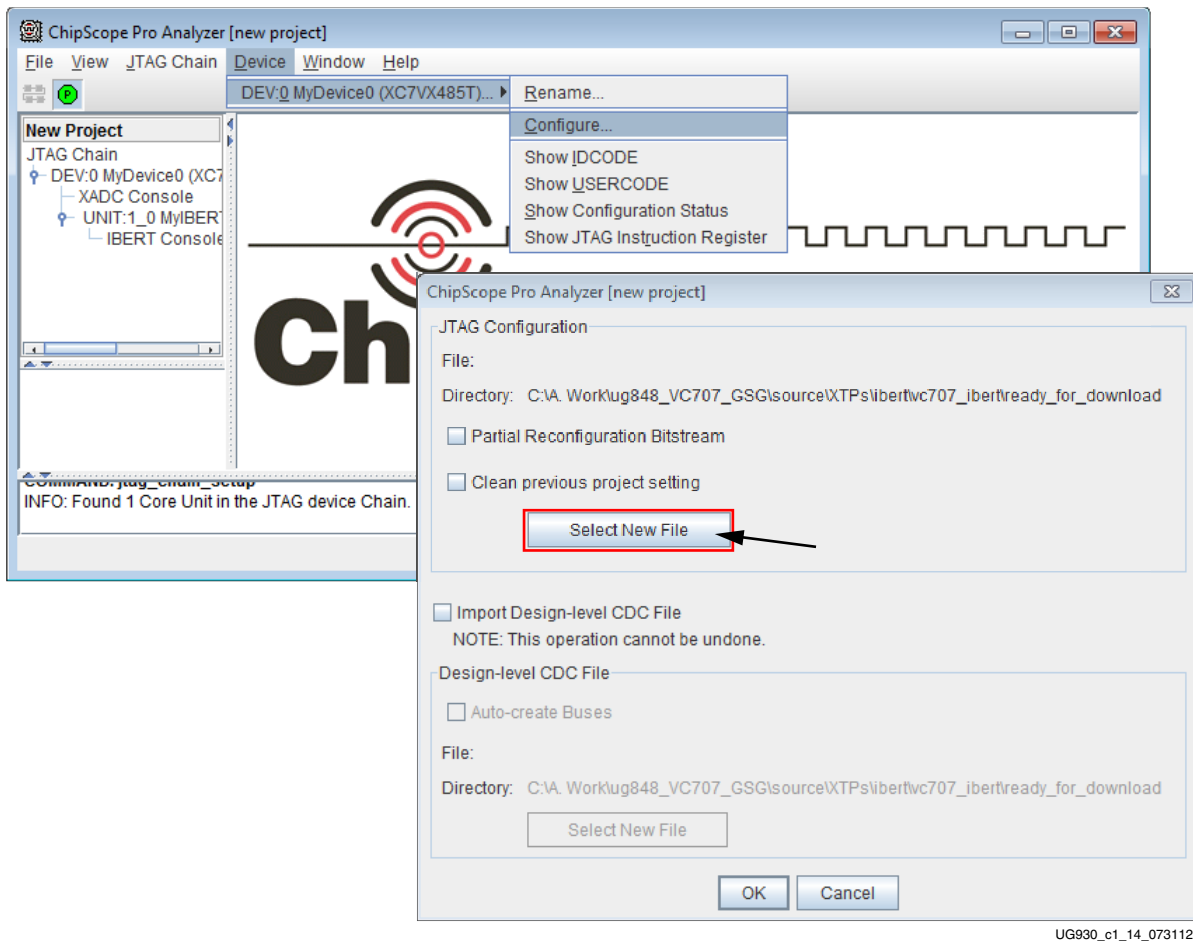 ChipScope Pro Analyzer [new project]
File View JTAG Chain Device Window Help
DEV:0 MyDevice0 (XC7VX485T)...
Rename...
Configure...
Show IDCODE
Show USERCODE
Show Configuration Status
Show JTAG Instruction Register
New Project
JTAG Chain
DEV:0 MyDevice0 (XC7
XADC Console
UNIT:1_0 MyIBER
IBERT Console
Ch
COMMAND: jtag_chain_setup
INFO: Found 1 Core Unit in the JTAG device Chain.
ChipScope Pro Analyzer [new project]
JTAG Configuration
File:
Directory: C:\A. Work\ug848_VC707_GSG\source\XTPs\ibert\vc707_ibert\ready_for_download
Partial Reconfiguration Bitstream
Clean previous project setting
Select New File
Import Design-level CDC File
NOTE: This operation cannot be undone.
Design-level CDC File
Auto-create Buses
File:
Directory: C:\A. Work\ug848_VC707_GSG\source\XTPs\ibert\vc707_ibert\ready_for_download
Select New File
OK Cancel
UG930_c1_14_073112